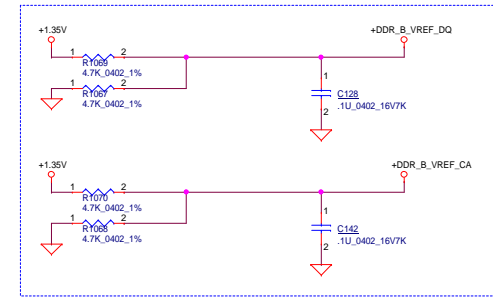 +1.35V
+DDR_B_VREF_DQ
1 2
R1069
4.7K_0402_1%
1 2
R1067
4.7K_0402_1%
1
C128
.1U_0402_16V7K
2
+1.35V
+DDR_B_VREF_CA
1 2
R1070
4.7K_0402_1%
1 2
R1068
4.7K_0402_1%
1
C142
.1U_0402_16V7K
2